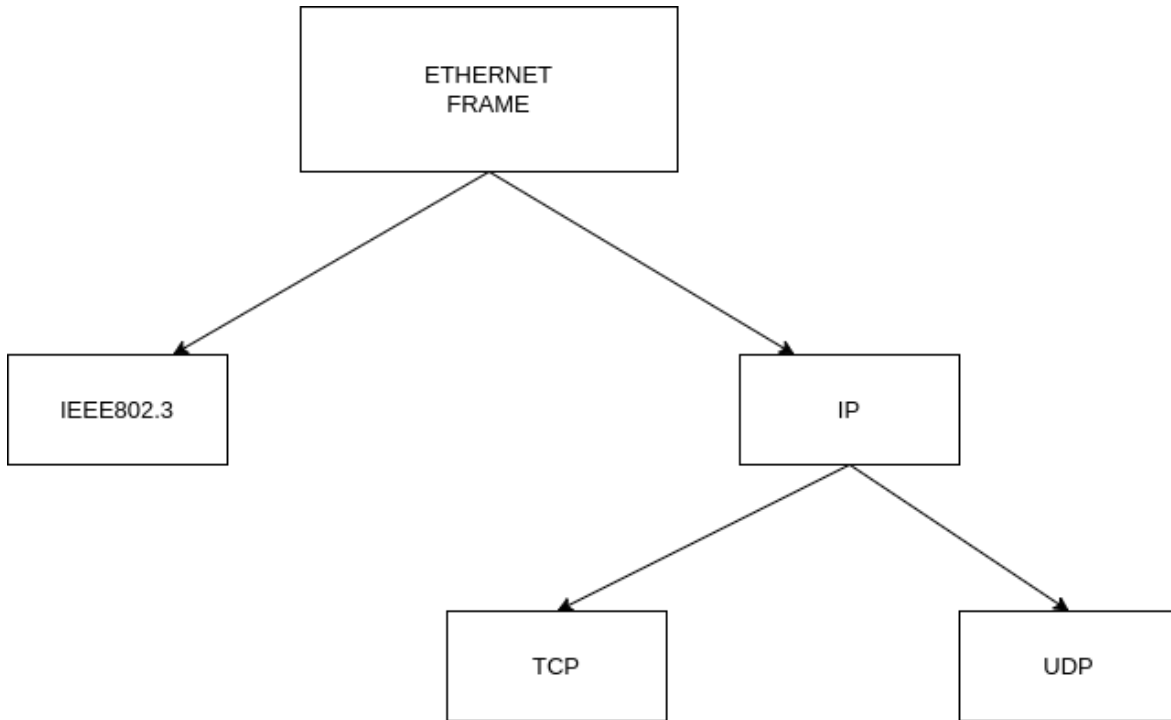 ETHERNET
FRAME
IEEE802.3
IP
TCP
UDP